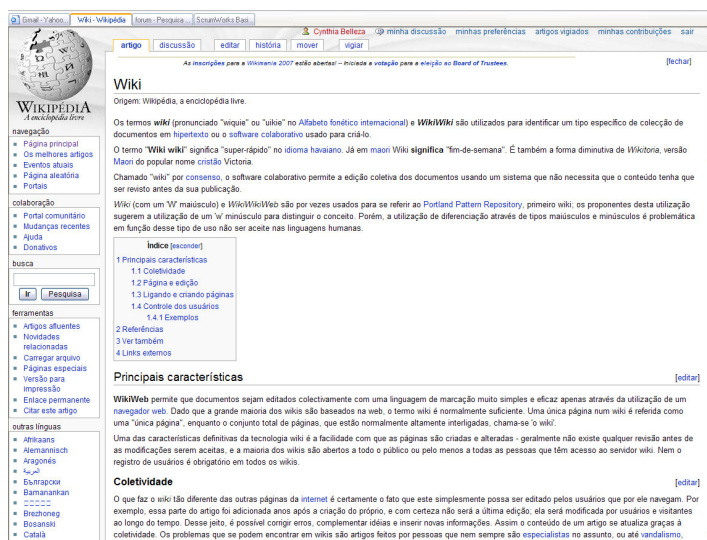 Gmail - Yahoo...
Wiki - Wikipédia
forum - Pesquisa ...
ScrumWorks Basi...
Cynthia Belleza minha discussão minhas preferências artigos vigiados minhas contribuições sair
artigo discussão editar história mover vigiar
As inscrições para a Wikimania 2007 estão abertas! – Iniciada a votação para a eleição ao Board of Trustees.
[fechar]
WIKIPÉDIA
A enciclopédia livre
navegação
Página principal
Os melhores artigos
Eventos atuais
Página aleatória
Portais
colaboração
Portal comunitário
Mudanças recentes
Ajuda
Donativos
busca
Ir Pesquisa
ferramentas
Artigos afluentes
Novidades
relacionadas
Carregar arquivo
Páginas especiais
Versão para
impressão
Enlace permanente
Citar este artigo
outras línguas
Afrikaans
Alemannisch
Aragonés
العربية
Български
Bamanankan
Brezhoneg
Bosanski
Català
Wiki
Origem: Wikipédia, a enciclopédia livre.
Os termos wiki (pronunciado "wiquie" ou "uikie" no Alfabeto fonético internacional) e WikiWiki são utilizados para identificar um tipo específico de colecção de
documentos em hipertexto ou o software colaborativo usado para criá-lo.
O termo "Wiki wiki" significa "super-rápido" no idioma havaiano. Já em maori Wiki significa "fim-de-semana". É também a forma diminutiva de Wikitoria, versão
Maori do popular nome cristão Victoria.
Chamado "wiki" por consenso, o software colaborativo permite a edição coletiva dos documentos usando um sistema que não necessita que o conteúdo tenha que
ser revisto antes da sua publicação.
Wiki (com um 'W' maiúsculo) e WikiWikiWeb são por vezes usados para se referir ao Portland Pattern Repository, primeiro wiki; os proponentes desta utilização
sugerem a utilização de um 'w' minúsculo para distinguir o conceito. Porém, a utilização de diferenciação através de tipos maiúsculos e minúsculos é problemática
em função desse tipo de uso não ser aceite nas linguagens humanas.
Índice [esconder]
1 Principais características
1.1 Coletividade
1.2 Página e edição
1.3 Ligando e criando páginas
1.4 Controle dos usuários
1.4.1 Exemplos
2 Referências
3 Ver também
4 Links externos
Principais características [editar]
WikiWeb permite que documentos sejam editados colectivamente com uma linguagem de marcação muito simples e eficaz apenas através da utilização de um
navegador web. Dado que a grande maioria dos wikis são baseados na web, o termo wiki é normalmente suficiente. Uma única página num wiki é referida como
uma "única página", enquanto o conjunto total de páginas, que estão normalmente altamente interligadas, chama-se 'o wiki'.
Uma das características definitivas da tecnologia wiki é a facilidade com que as páginas são criadas e alteradas - geralmente não existe qualquer revisão antes de
as modificações serem aceitas, e a maioria dos wikis são abertos a todo o público ou pelo menos a todas as pessoas que têm acesso ao servidor wiki. Nem o
registro de usuários é obrigatório em todos os wikis.
Coletividade [editar]
O que faz o wiki tão diferente das outras páginas da internet é certamente o fato que este simplesmente possa ser editado pelos usuários que por ele navegam. Por
exemplo, essa parte do artigo foi adicionada anos após a criação do próprio, e com certeza não será a última edição; ela será modificada por usuários e visitantes
ao longo do tempo. Desse jeito, é possível corrigir erros, complementar idéias e inserir novas informações. Assim o conteúdo de um artigo se atualiza graças à
coletividade. Os problemas que se podem encontrar em wikis são artigos feitos por pessoas que nem sempre são especialistas no assunto, ou até vandalismo,